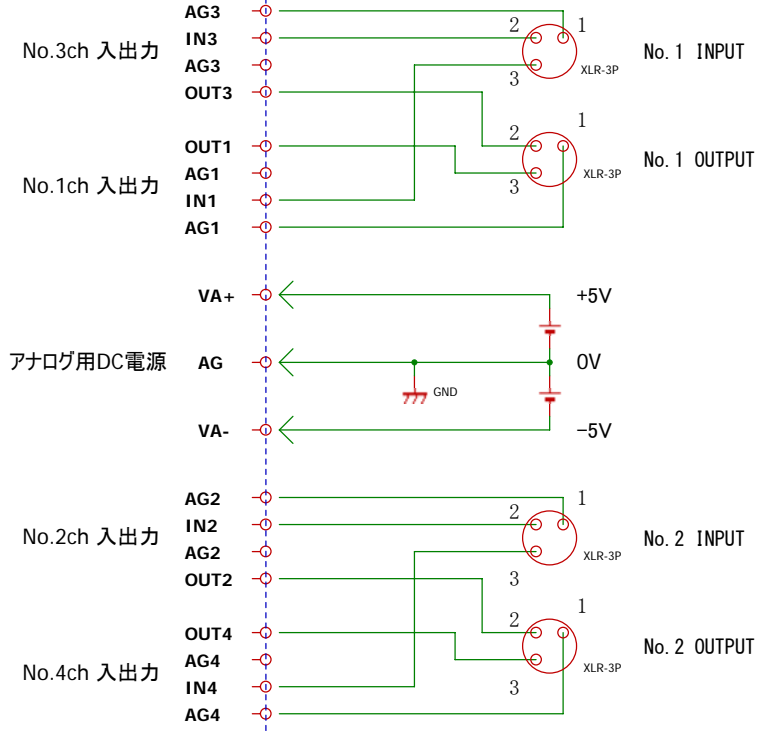 AG3
2 1
IN3
No.3ch 入出力 No. 1 INPUT
AG3
XLR-3P
3
OUT3
1
2
OUT1
No. 1 OUTPUT
AG1
XLR-3P
No.1ch 入出力
3
IN1
AG1
VA+ +5V
アナログ用DC電源 AG 0V
GND
VA- −5V
AG2 1
2
IN2
No.2ch 入出力 No. 2 INPUT
AG2
XLR-3P
OUT2 3
1
2
OUT4
No. 2 OUTPUT
AG4
XLR-3P
No.4ch 入出力
IN4 3
AG4